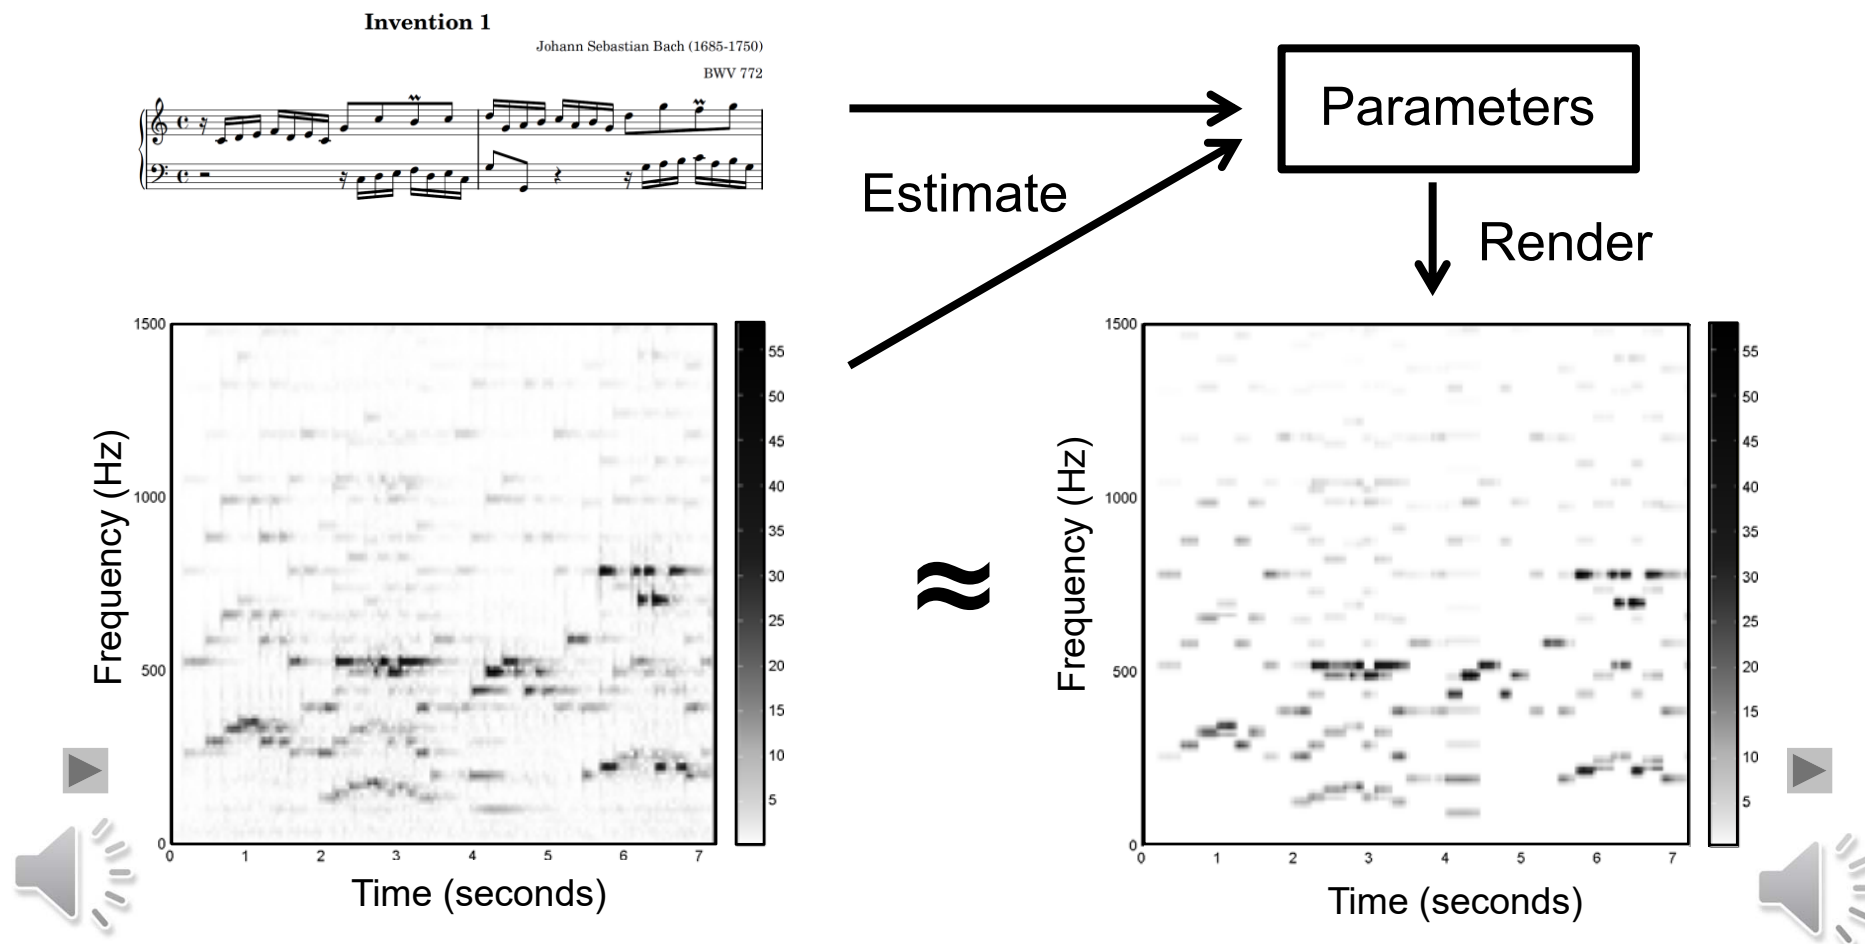 Invention 1
Johann Sebastian Bach (1685-1750)
BWV 772
Parameters
Estimate
Render
1500
1000
500
0
Frequency (Hz)
0 1 2 3 4 5 6 7
Time (seconds)
55
50
45
40
35
30
25
20
15
10
5
≈
1500
1000
500
0
Frequency (Hz)
0 1 2 3 4 5 6 7
Time (seconds)
55
50
45
40
35
30
25
20
15
10
5